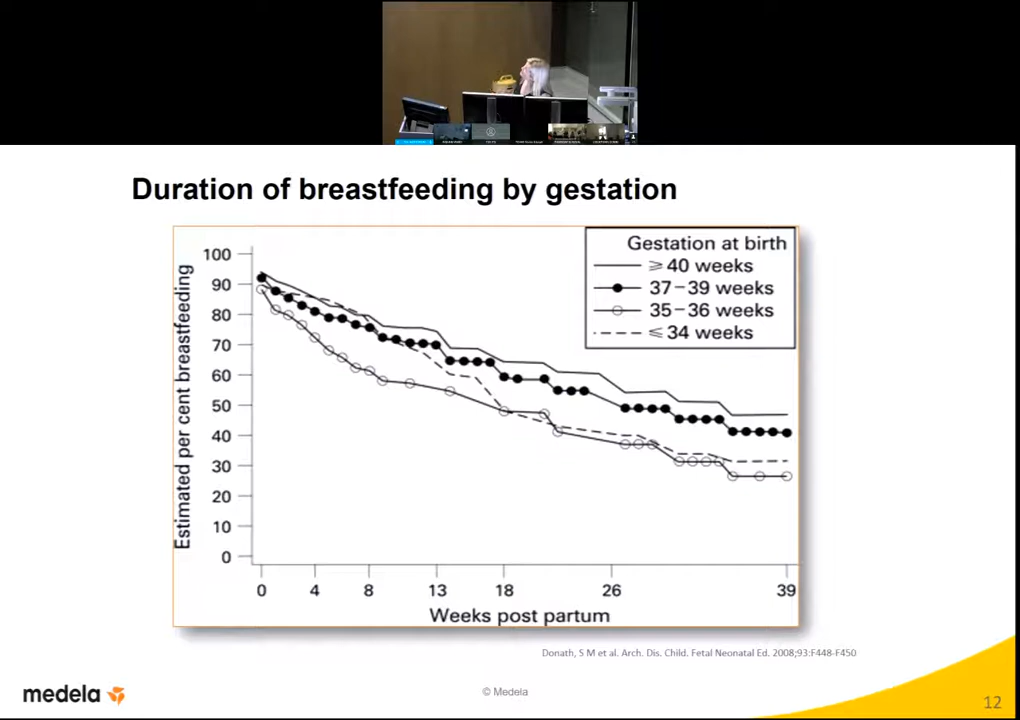 Duration of breastfeeding by gestation
Estimated per cent breastfeeding
100
90
80
70
60
50
40
30
20
10
0
Gestation at birth
⩾ 40 weeks
37–39 weeks
35–36 weeks
⩽ 34 weeks
0 4 8 13 18 26 39
Weeks post partum
Donath, S M et al. Arch. Dis. Child. Fetal Neonatal Ed. 2008;93:F448-F450
medela
© Medela
12